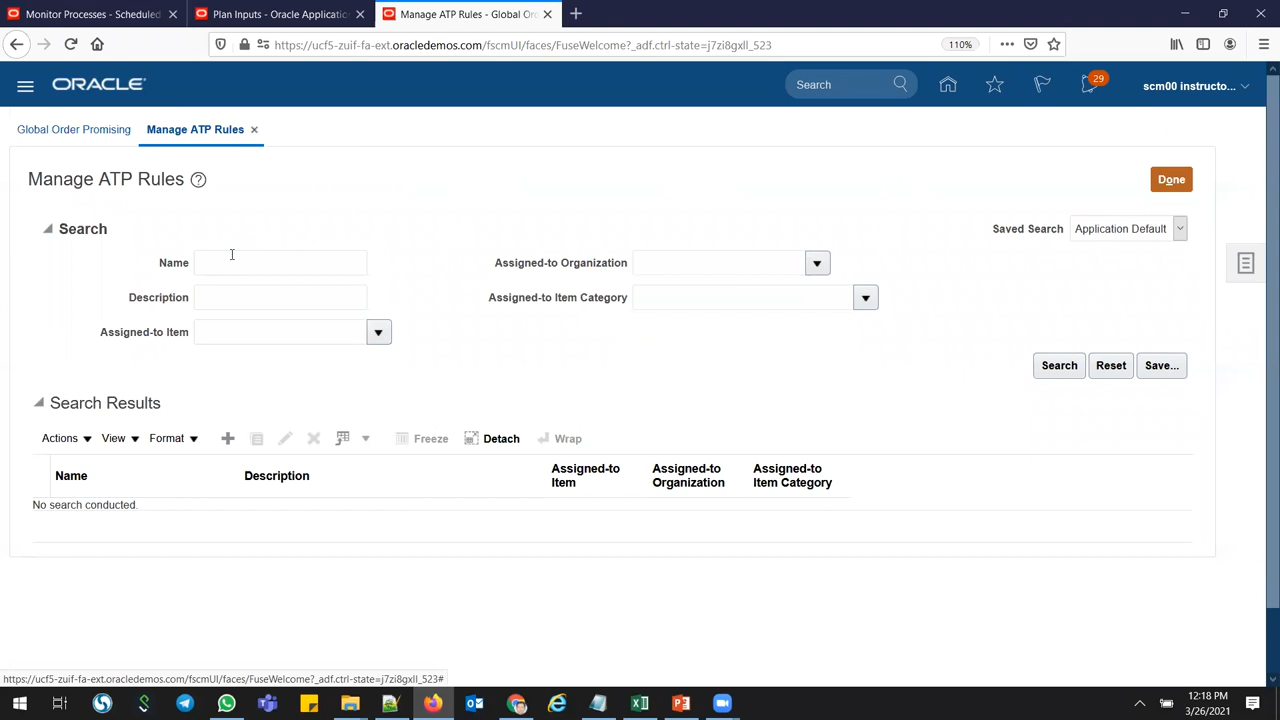 Monitor Processes - Scheduled
Plan Inputs - Oracle Application
Manage ATP Rules - Global Or
https://ucf5-zuif-fa-ext.oracledemos.com/fscmUI/faces/FuseWelcome?_adf.ctrl-state=j7zi8gxll_523
110%
ORACLE
Search
29
scm00 instructo...
Global Order Promising
Manage ATP Rules
Manage ATP Rules
Done
Search
Saved Search
Application Default
Name
Assigned-to Organization
Description
Assigned-to Item Category
Assigned-to Item
Search
Reset
Save...
Search Results
Actions
View
Format
Freeze
Detach
Wrap
Name
Description
Assigned-to Item
Assigned-to Organization
Assigned-to Item Category
No search conducted.
https://ucf5-zuif-fa-ext.oracledemos.com/fscmUI/faces/FuseWelcome?_adf.ctrl-state=j7zi8gxll_523#
12:18 PM
3/26/2021